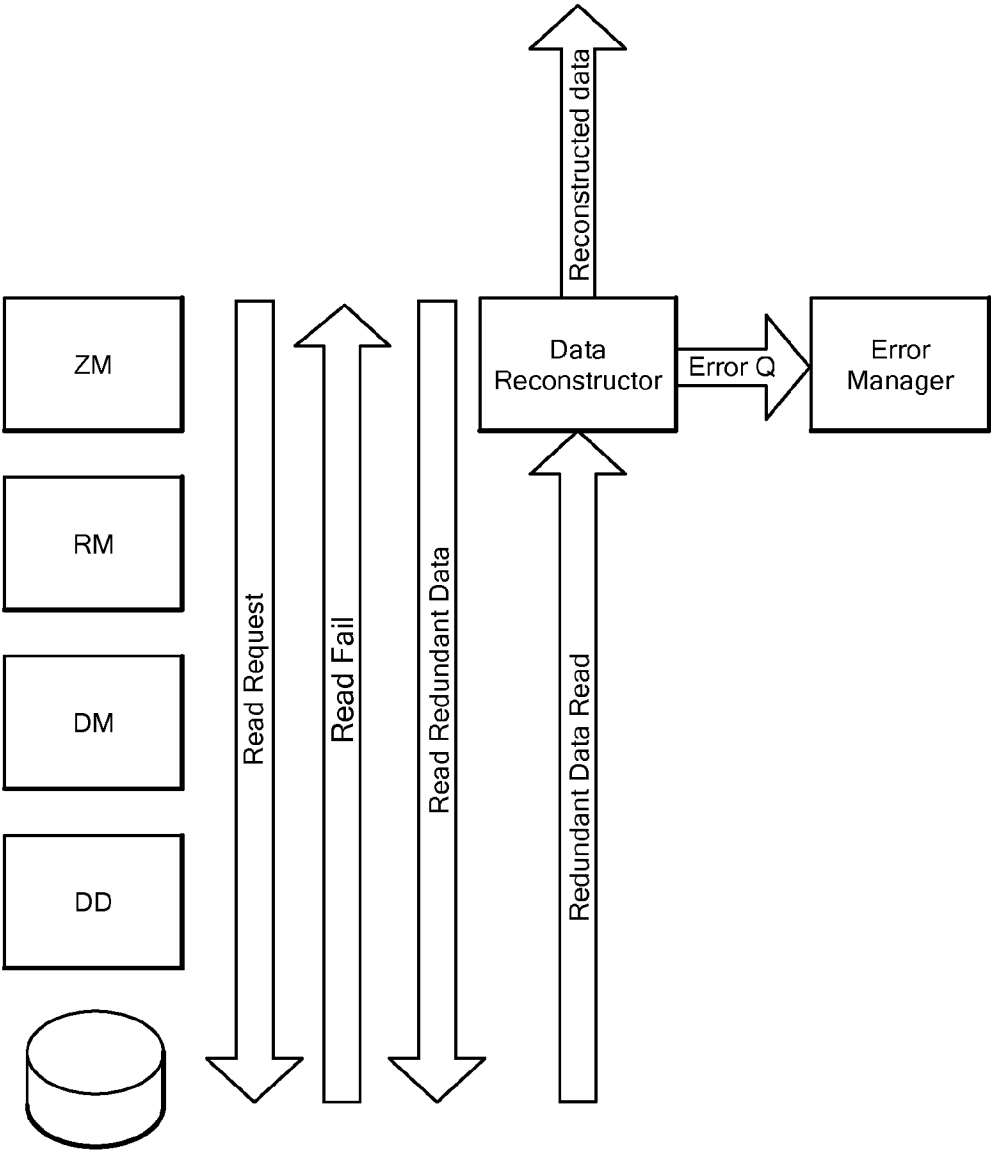 Reconstructed data
ZM
Data
Reconstructor
Error Q
Error
Manager
RM
DM
DD
Read Request
Read Fail
Read Redundant Data
Redundant Data Read